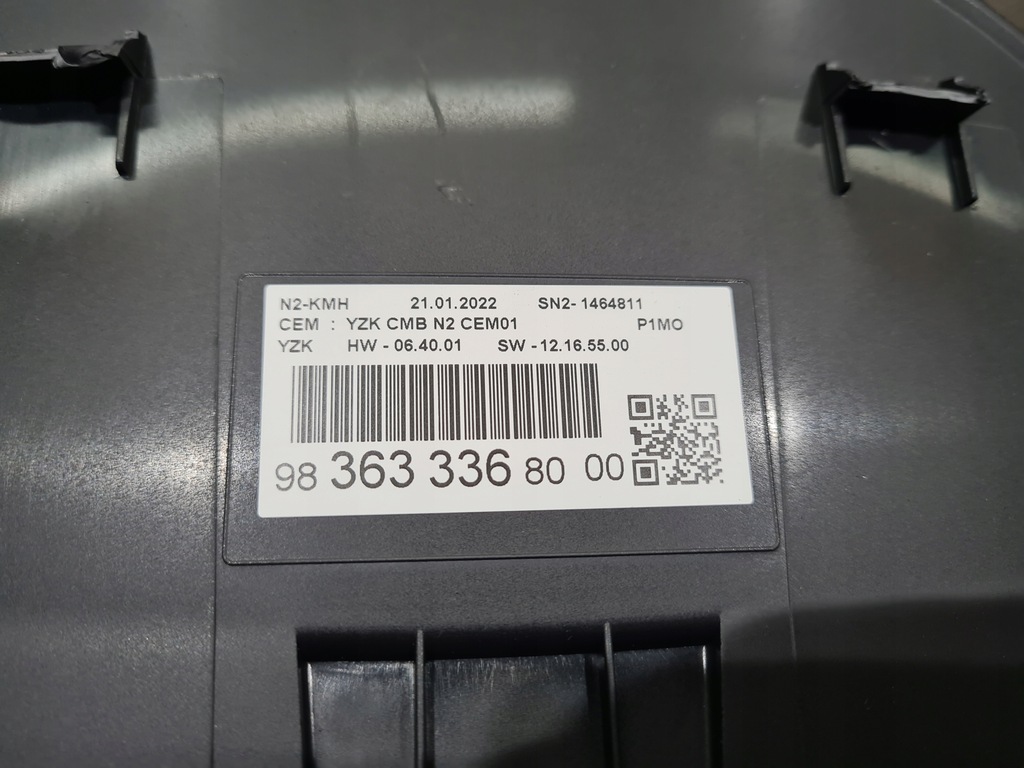 N2-KMH 21.01.2022 SN2- 1464811
CEM : YZK CMB N2 CEM01 P1MO
YZK HW - 06.40.01 SW - 12.16.55.00
98 363 336 80 00